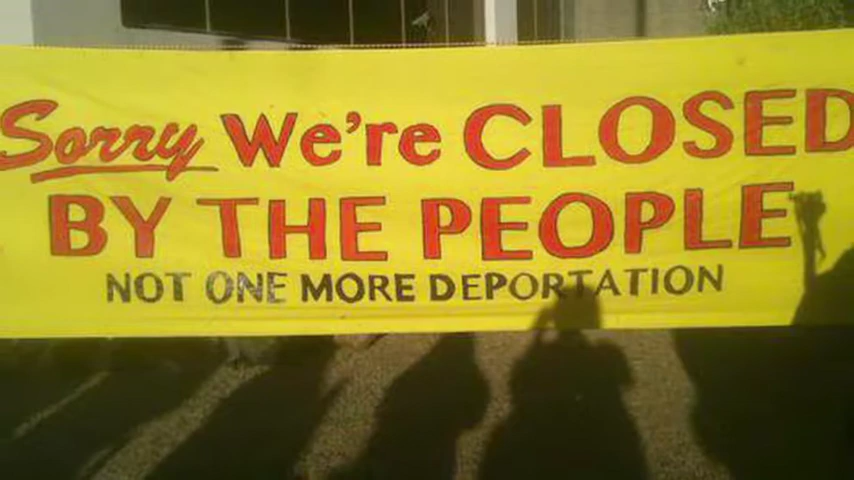 Sorry We're CLOSED
BY THE PEOPLE
NOT ONE MORE DEPORTATION